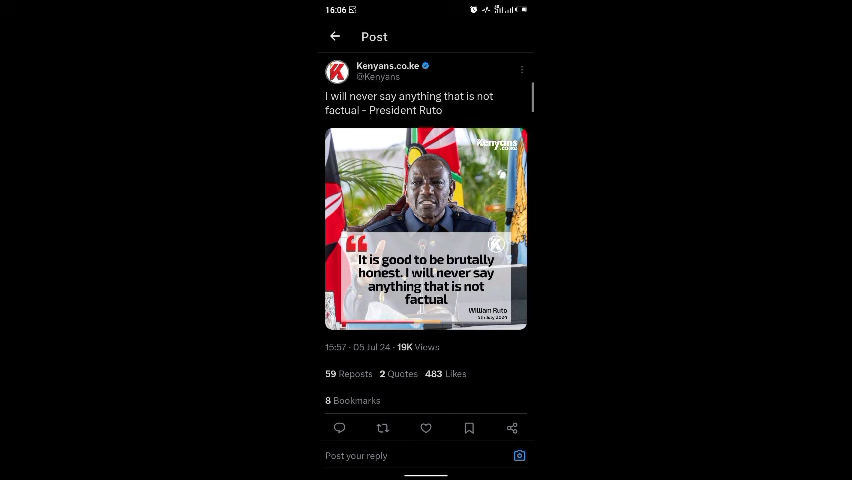 16:06
Post
Kenyans.co.ke
@Kenyans
I will never say anything that is not
factual - President Ruto
Kenyans
.co.ke
It is good to be brutally
honest. I will never say
anything that is not
factual
William Ruto
15:57 · 05 Jul 24 · 19K Views
59 Reposts 2 Quotes 483 Likes
8 Bookmarks
Post your reply